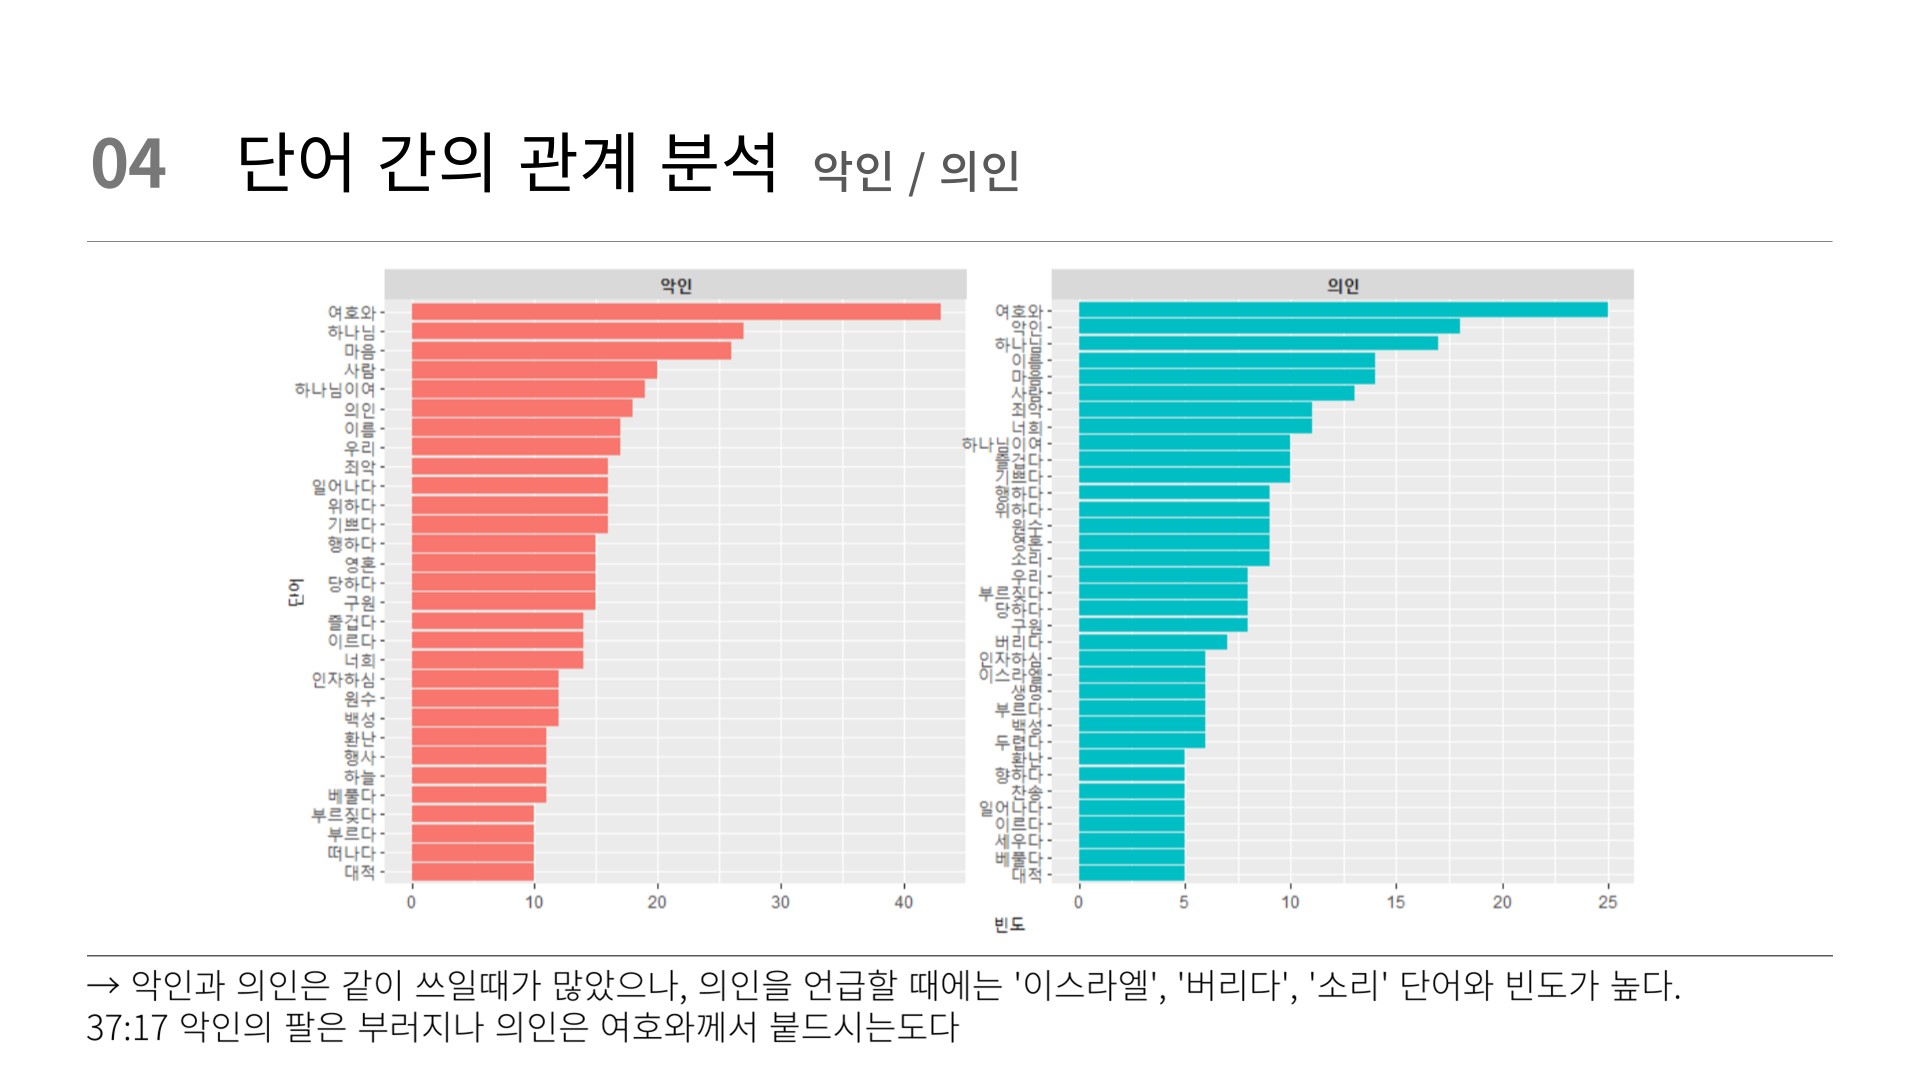 04 단어 간의 관계 분석 악인 / 의인
악인
여호와
하나님
마음
사람
하나님이여
의인
이름
우리
죄악
일어나다
위하다
기쁘다
행하다
영혼
당하다
구원
즐겁다
이르다
너희
인자하심
원수
백성
환난
행사
하늘
베풀다
부르짖다
부르다
떠나다
대적
0 10 20 30 40
단어
의인
여호와
악인
하나님
이름
마음
사람
죄악
너희
하나님이여
즐겁다
기쁘다
행하다
위하다
원수
영혼
소리
우리
부르짖다
당하다
구원
버리다
인자하심
이스라엘
생명
부르다
백성
두렵다
환난
향하다
찬송
일어나다
이르다
세우다
베풀다
대적
0 5 10 15 20 25
빈도
→ 악인과 의인은 같이 쓰일때가 많았으나, 의인을 언급할 때에는 '이스라엘', '버리다', '소리' 단어와 빈도가 높다.
37:17 악인의 팔은 부러지나 의인은 여호와께서 붙드시는도다